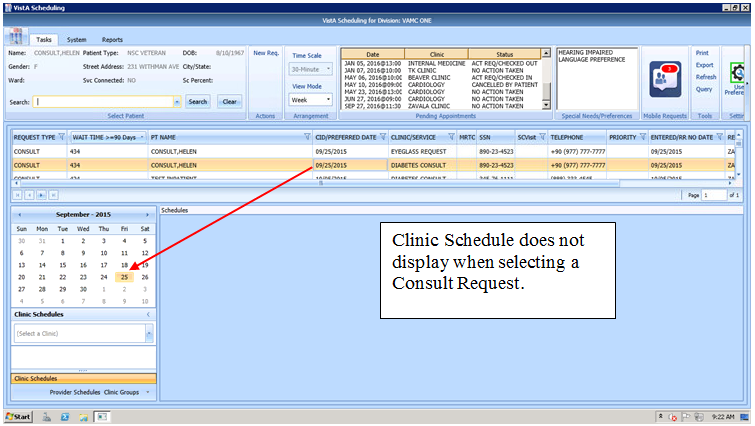 VistA Scheduling
VistA Scheduling for Division: VAMC ONE
Tasks System Reports
Name: CONSULT,HELEN Patient Type: NSC VETERAN DOB: 8/10/1967
Gender: F Street Address: 231 WITHMAN AVE City/State:
Ward: Svc Connected: NO Sc Percent:
Search: Search Clear
Select Patient
New Req.
Actions
Time Scale
30-Minute
View Mode
Week
Arrangement
Date Clinic Status
JAN 05, 2016@13:00 INTERNAL MEDICINE ACT REQ/CHECKED OUT
JAN 07, 2016@13:00 TK CLINIC NO ACTION TAKEN
MAY 06, 2016@11:00 BEAVER CLINIC ACT REQ/CHECKED IN
MAY 10, 2016@09:00 CARDIOLOGY CANCELLED BY PATIENT
MAY 23, 2016@13:00 CARDIOLOGY NO ACTION TAKEN
JUN 27, 2016@09:00 CARDIOLOGY NO ACTION TAKEN
SEP 27, 2016@11:30 ZAVALA CLINIC NO ACTION TAKEN
Pending Appointments
HEARING IMPAIRED
LANGUAGE PREFERENCE
Special Needs/Preferences
3
Mobile Requests
Print
Export
Refresh
Query
Tools
Use
Prefere
Settin
REQUEST TYPE WAIT TIME >=90 Days PT NAME CID/PREFERRED DATE CLINIC/SERVICE MRTC SSN SCVisit TELEPHONE PRIORITY ENTERED/RR NO DATE RE
CONSULT 434 CONSULT,HELEN 09/25/2015 EYEGLASS REQUEST 890-23-4523 +90 (977) 777-7777 09/25/2015 ZA
CONSULT 434 CONSULT,HELEN 09/25/2015 DIABETES CONSULT 890-23-4523 +90 (977) 777-7777 09/25/2015 ZA
CONSULT 434 DIABETES CONSULT
Page 1 of 1
September - 2015
Sun Mon Tue Wed Thu Fri Sat
30 31 1 2 3 4 5
6 7 8 9 10 11 12
13 14 15 16 17 18 19
20 21 22 23 24 25 26
27 28 29 30 1 2 3
4 5 6 7 8 9 10
Clinic Schedules
(Select a Clinic)
Clinic Schedules
Provider Schedules Clinic Groups
Schedules
Clinic Schedule does not
display when selecting a
Consult Request.
Start
9:22 AM